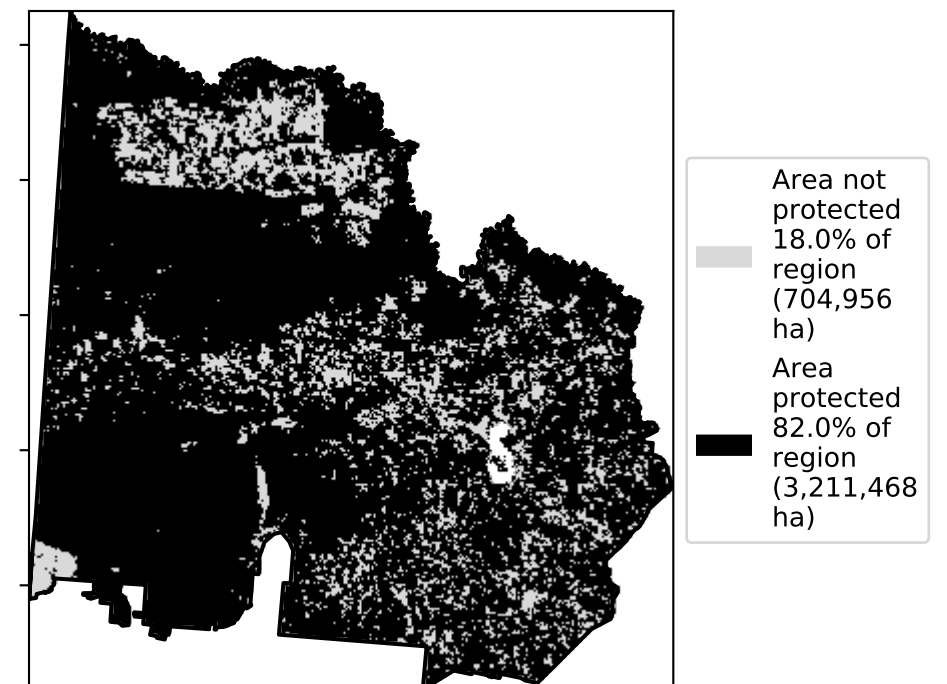 Area not
protected
18.0% of
region
(704,956
ha)
Area
protected
82.0% of
region
(3,211,468
ha)